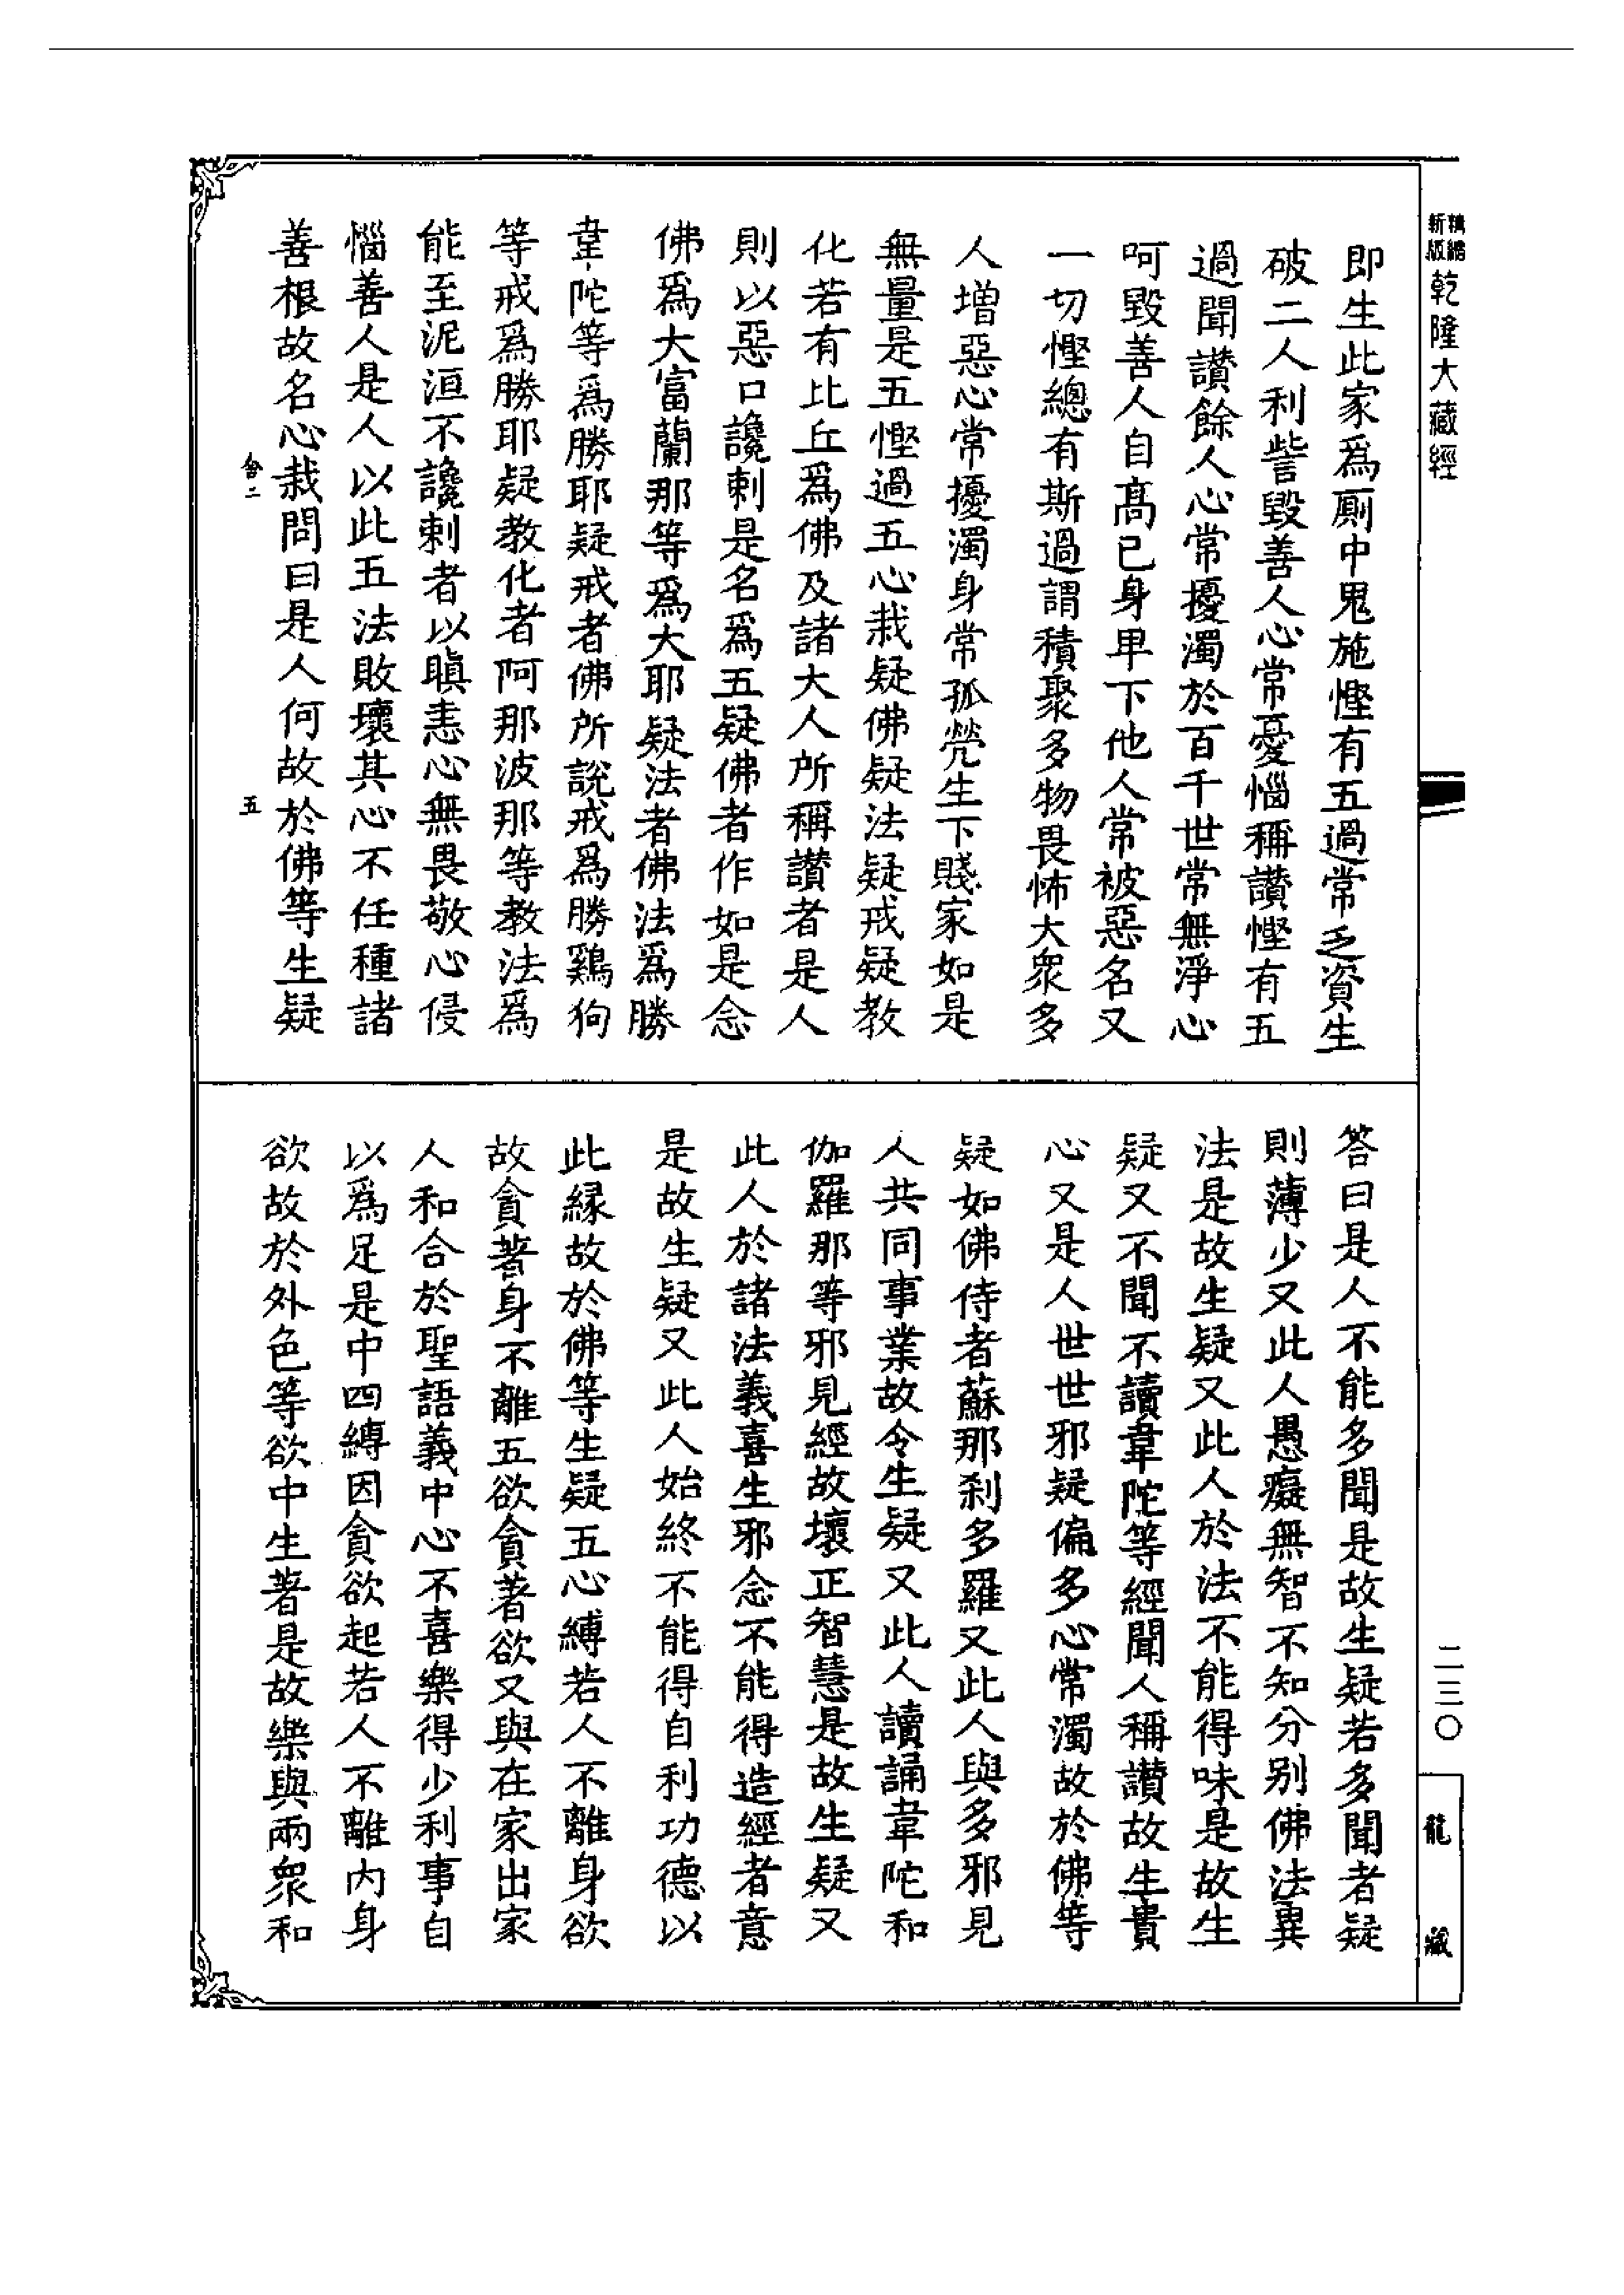 精縮新版乾隆大藏經
即生此家爲厠中鬼施慳有五過常乏資生
破二人利訾毀善人心常憂惱稱讚慳有五
過聞讚餘人心常擾濁於百千世常無淨心
呵毀善人自髙已身卑下他人常被惡名又
一切慳總有斯過謂積聚多物畏怖大衆多
人增惡心常擾濁身常孤煢生下賤家如是
無量是五慳過五心栽疑佛疑法疑戒疑教
化若有比丘爲佛及諸大人所稱讚者是人
則以惡口讒刺是名爲五疑佛者作如是念
佛爲大富蘭那等爲大耶疑法者佛法爲勝
韋陀等爲勝耶疑戒者佛所說戒爲勝鷄狗
等戒爲勝耶疑教化者阿那波那等教法爲
能至泥洹不讒刺者以瞋恚心無畏敬心侵
惱善人是人以此五法敗壞其心不任種諸
善根故名心栽問曰是人何故於佛等生疑
會二
五
答曰是人不能多聞是故生疑若多聞者疑
則薄少又此人愚癡無智不知分別佛法異
法是故生疑又此人於法不能得味是故生
疑又不聞不讀韋陀等經聞人稱讚故生貴
心又是人世世邪疑偏多心常濁故於佛等
疑如佛侍者蘇那刹多羅又此人與多邪見
人共同事業故令生疑又此人讀誦韋陀和
伽羅那等邪見經故壞正智慧是故生疑又
此人於諸法義喜生邪念不能得造經者意
是故生疑又此人始終不能得自利功德以
此緣故於佛等生疑五心縛若人不離身欲
故貪著身不離五欲貪著欲又與在家出家
人和合於聖語義中心不喜樂得少利事自
以爲足是中四縛因貪欲起若人不離內身
欲故於外色等欲中生著是故樂與兩衆和
二三〇
龍藏